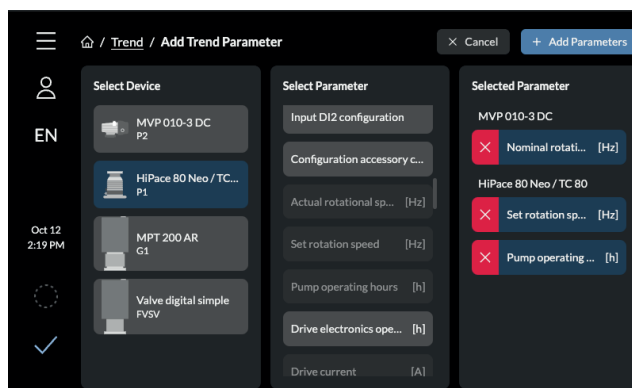 / Trend / Add Trend Parameter
Cancel
+ Add Parameters
EN
Oct 12
2:19 PM
Select Device
MVP 010-3 DC
P2
HiPace 80 Neo / TC...
P1
MPT 200 AR
G1
Valve digital simple
FVSV
Select Parameter
Input DI2 configuration
Configuration accessory c...
Actual rotational sp... [Hz]
Set rotation speed [Hz]
Pump operating hours [h]
Drive electronics ope... [h]
Drive current [A]
Selected Parameter
MVP 010-3 DC
Nominal rotati... [Hz]
HiPace 80 Neo / TC 80
Set rotation sp... [Hz]
Pump operating ... [h]